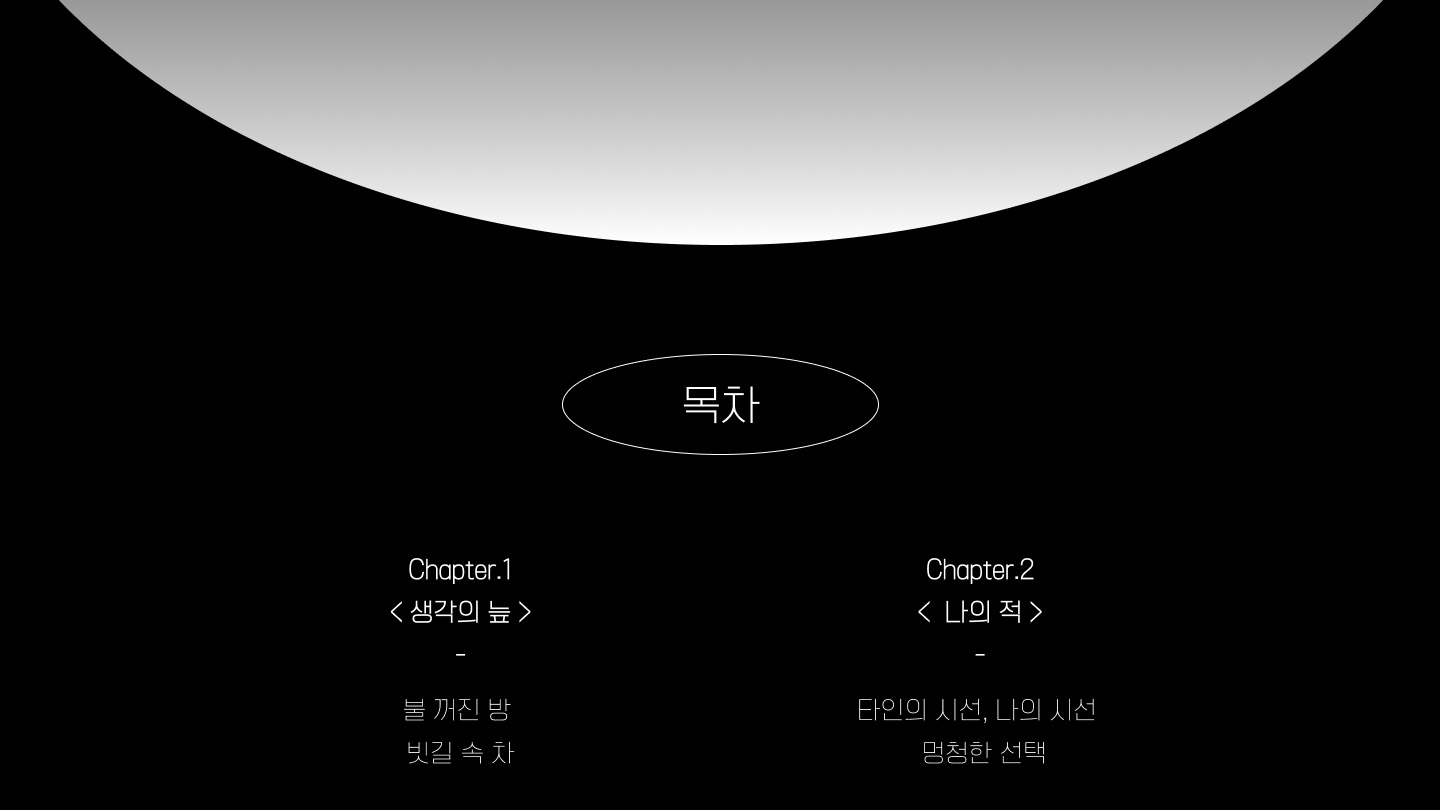 목차
Chapter.1
< 생각의 늪 >
-
불 꺼진 방
빗길 속 차
Chapter.2
< 나의 적 >
-
타인의 시선, 나의 시선
멍청한 선택